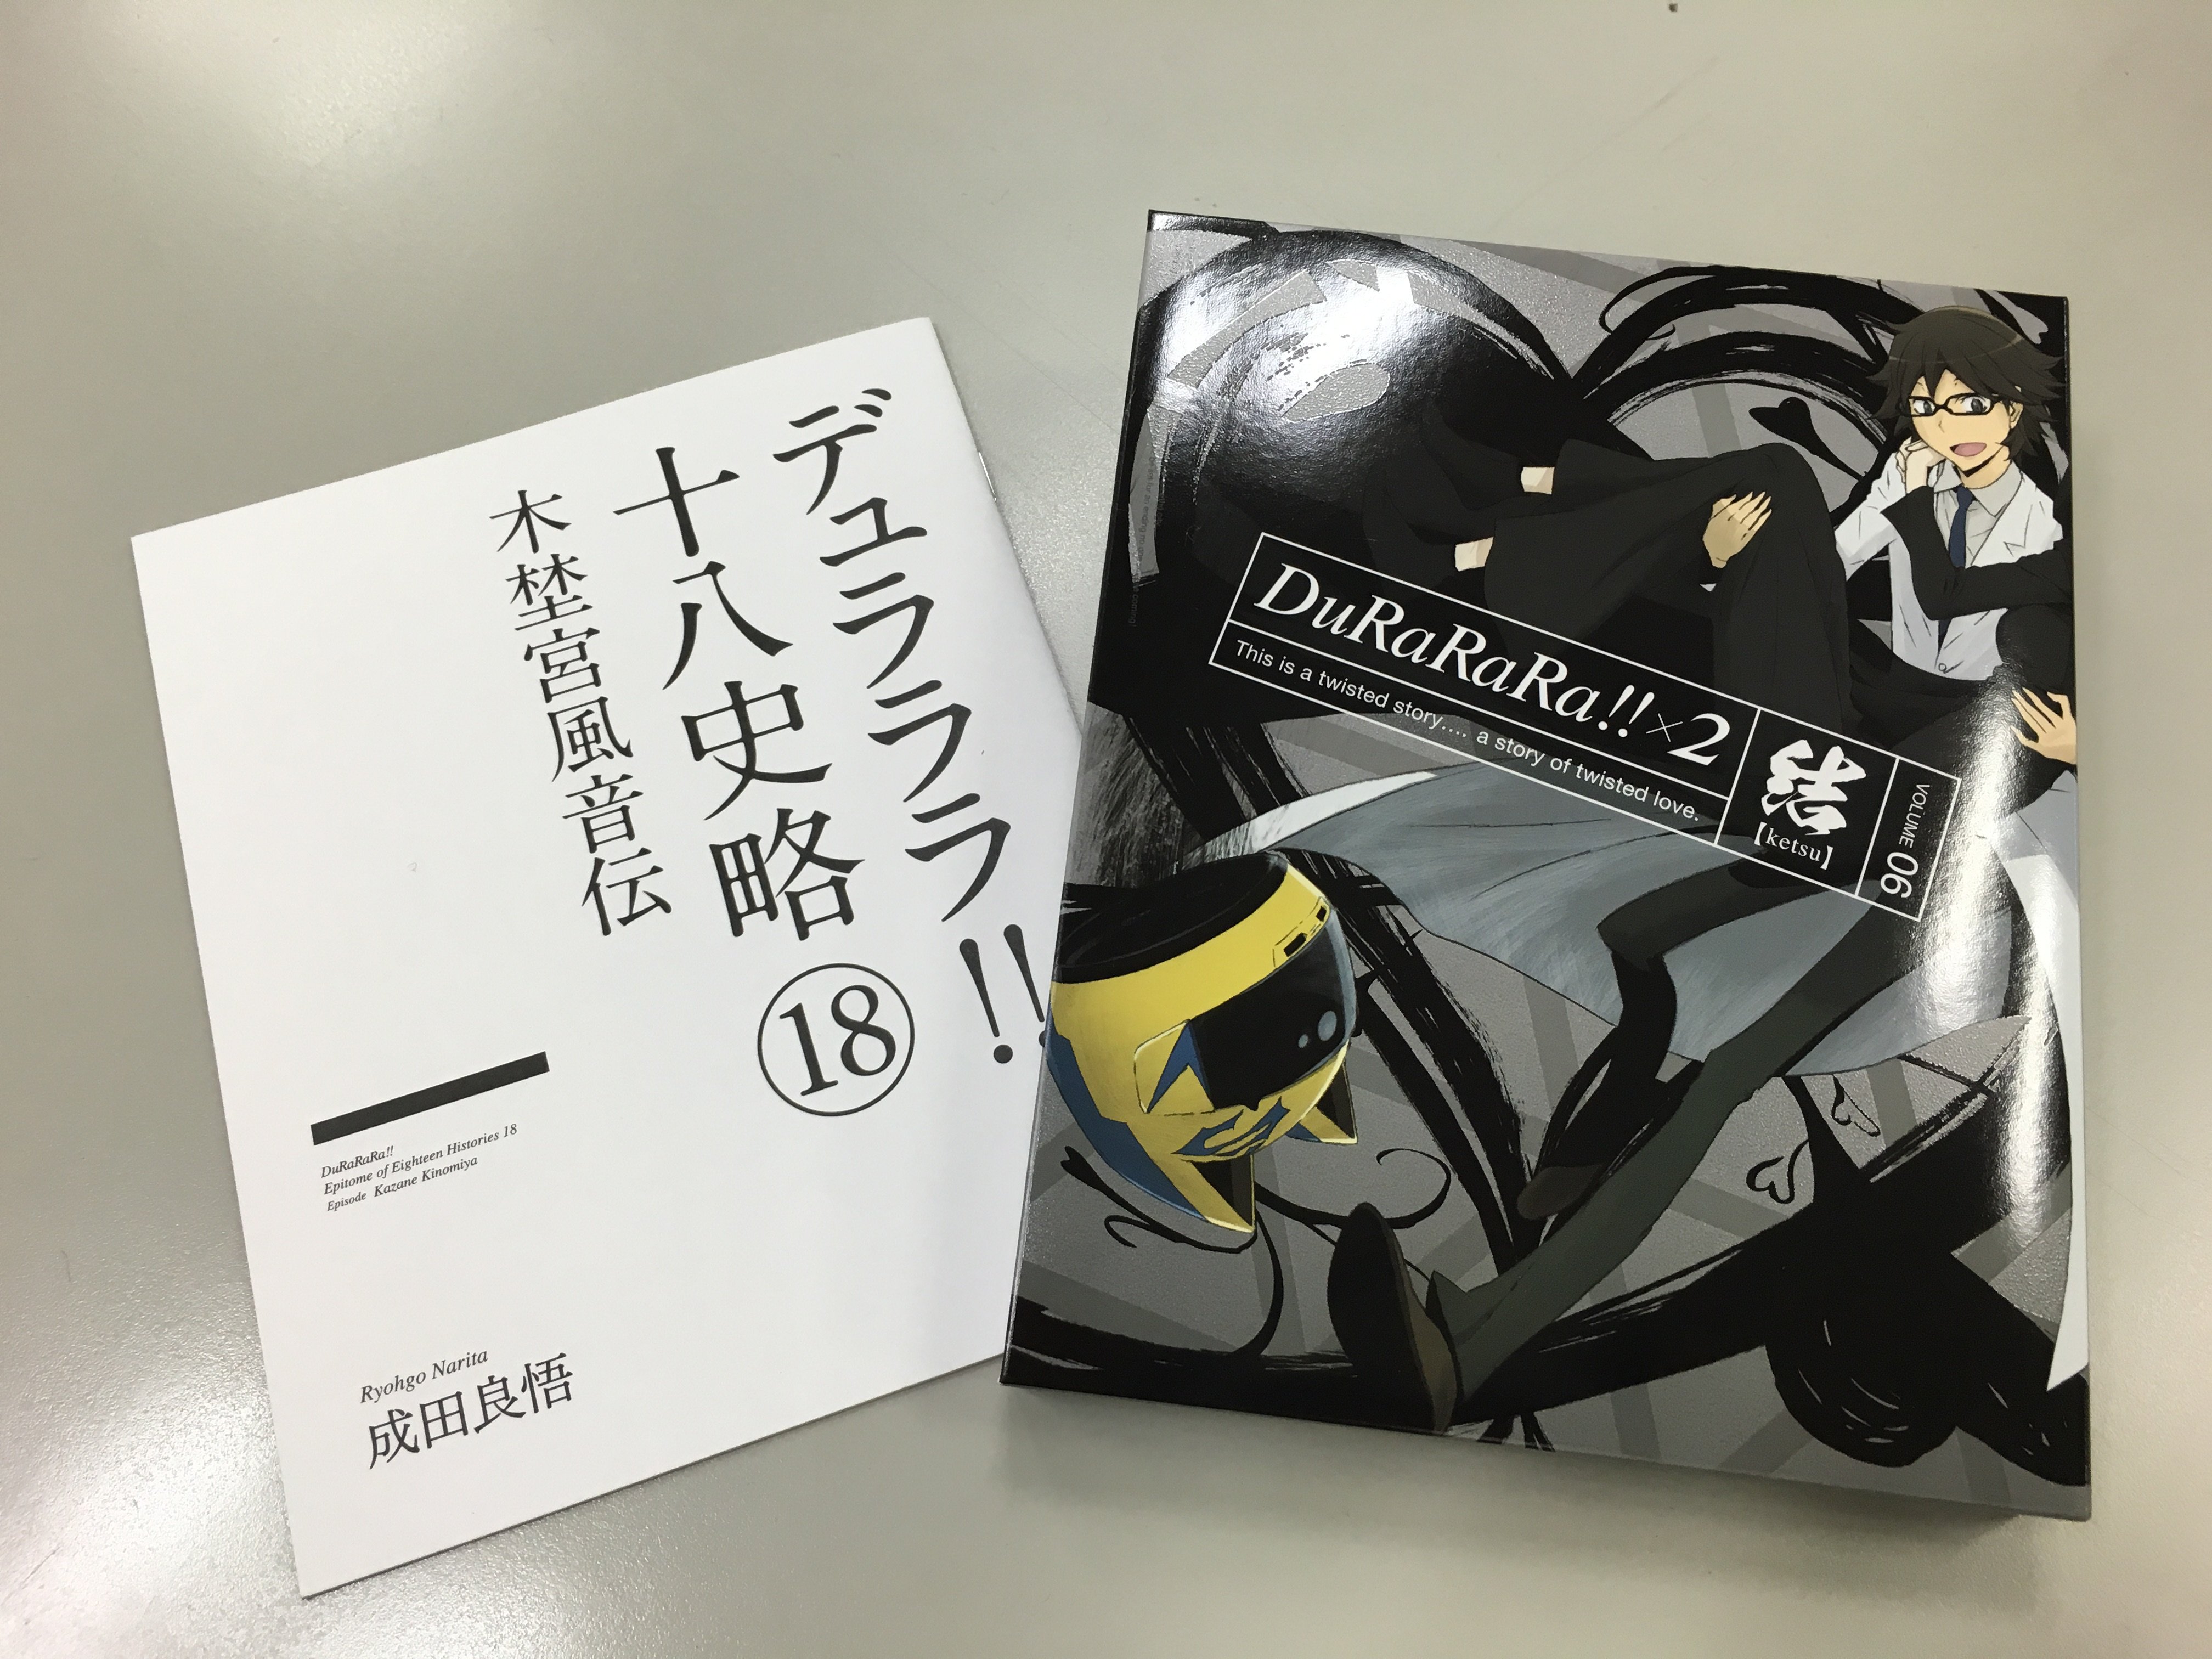 デュラララ!!
十八史略⑱
木埜宮風音伝
DuRaRaRa!!
Epitome of Eighteen Histories 18
Episode Kazane Kinomiya
Ryohgo Narita
成田良悟
DuRaRaRa!!×2
This is a twisted story.... a story of twisted love.
結
【ketsu】
VOLUME 06